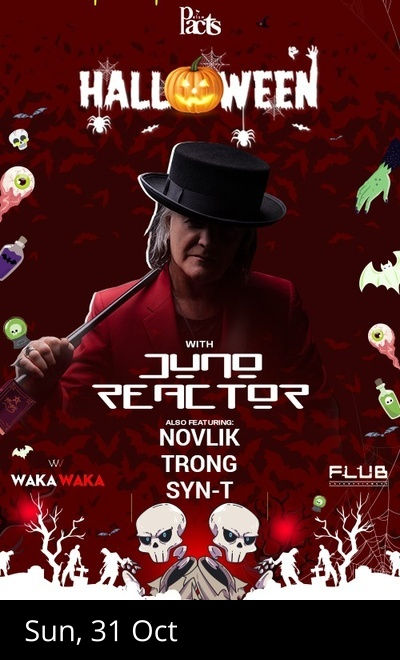 Pacts
HALLOWEEN
WITH
JUNO
REACTOR
ALSO FEATURING:
NOVLIK
TRONG
SYN-T
W/
WAKA WAKA
FLUB
Sun, 31 Oct